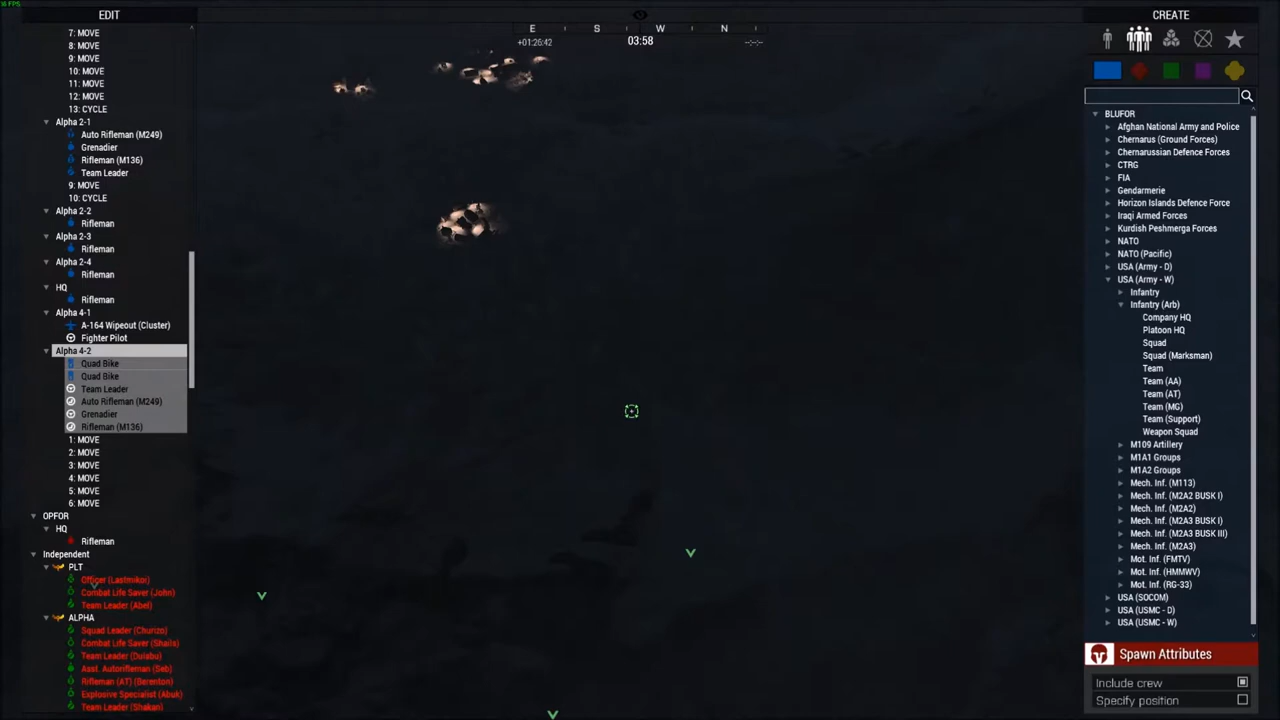 16 FPS
EDIT
7: MOVE
8: MOVE
9: MOVE
10: MOVE
11: MOVE
12: MOVE
13: CYCLE
Alpha 2-1
Auto Rifleman (M249)
Grenadier
Rifleman (M136)
Team Leader
9: MOVE
10: CYCLE
Alpha 2-2
Rifleman
Alpha 2-3
Rifleman
Alpha 2-4
Rifleman
HQ
Rifleman
Alpha 4-1
A-164 Wipeout (Cluster)
Fighter Pilot
Alpha 4-2
Quad Bike
Quad Bike
Team Leader
Auto Rifleman (M249)
Grenadier
Rifleman (M136)
1: MOVE
2: MOVE
3: MOVE
4: MOVE
5: MOVE
6: MOVE
OPFOR
HQ
Rifleman
Independent
PLT
Officer (Lastmikoi)
Combat Life Saver (John)
Team Leader (Abel)
ALPHA
Squad Leader (Churizo)
Combat Life Saver (Shails)
Team Leader (Dulabu)
Asst. Autorifleman (Seb)
Rifleman (AT) (Berenton)
Explosive Specialist (Abuk)
Team Leader (Shakan)
E S W N
+01:26:42 03:58 --:--
CREATE
BLUFOR
Afghan National Army and Police
Chernarus (Ground Forces)
Chernarussian Defence Forces
CTRG
FIA
Gendarmerie
Horizon Islands Defence Force
Iraqi Armed Forces
Kurdish Peshmerga Forces
NATO
NATO (Pacific)
USA (Army - D)
USA (Army - W)
Infantry
Infantry (Arb)
Company HQ
Platoon HQ
Squad
Squad (Marksman)
Team
Team (AA)
Team (AT)
Team (MG)
Team (Support)
Weapon Squad
M109 Artillery
M1A1 Groups
M1A2 Groups
Mech. Inf. (M113)
Mech. Inf. (M2A2 BUSK I)
Mech. Inf. (M2A2)
Mech. Inf. (M2A3 BUSK I)
Mech. Inf. (M2A3 BUSK III)
Mech. Inf. (M2A3)
Mot. Inf. (FMTV)
Mot. Inf. (HMMWV)
Mot. Inf. (RG-33)
USA (SOCOM)
USA (USMC - D)
USA (USMC - W)
Spawn Attributes
Include crew
Specify position